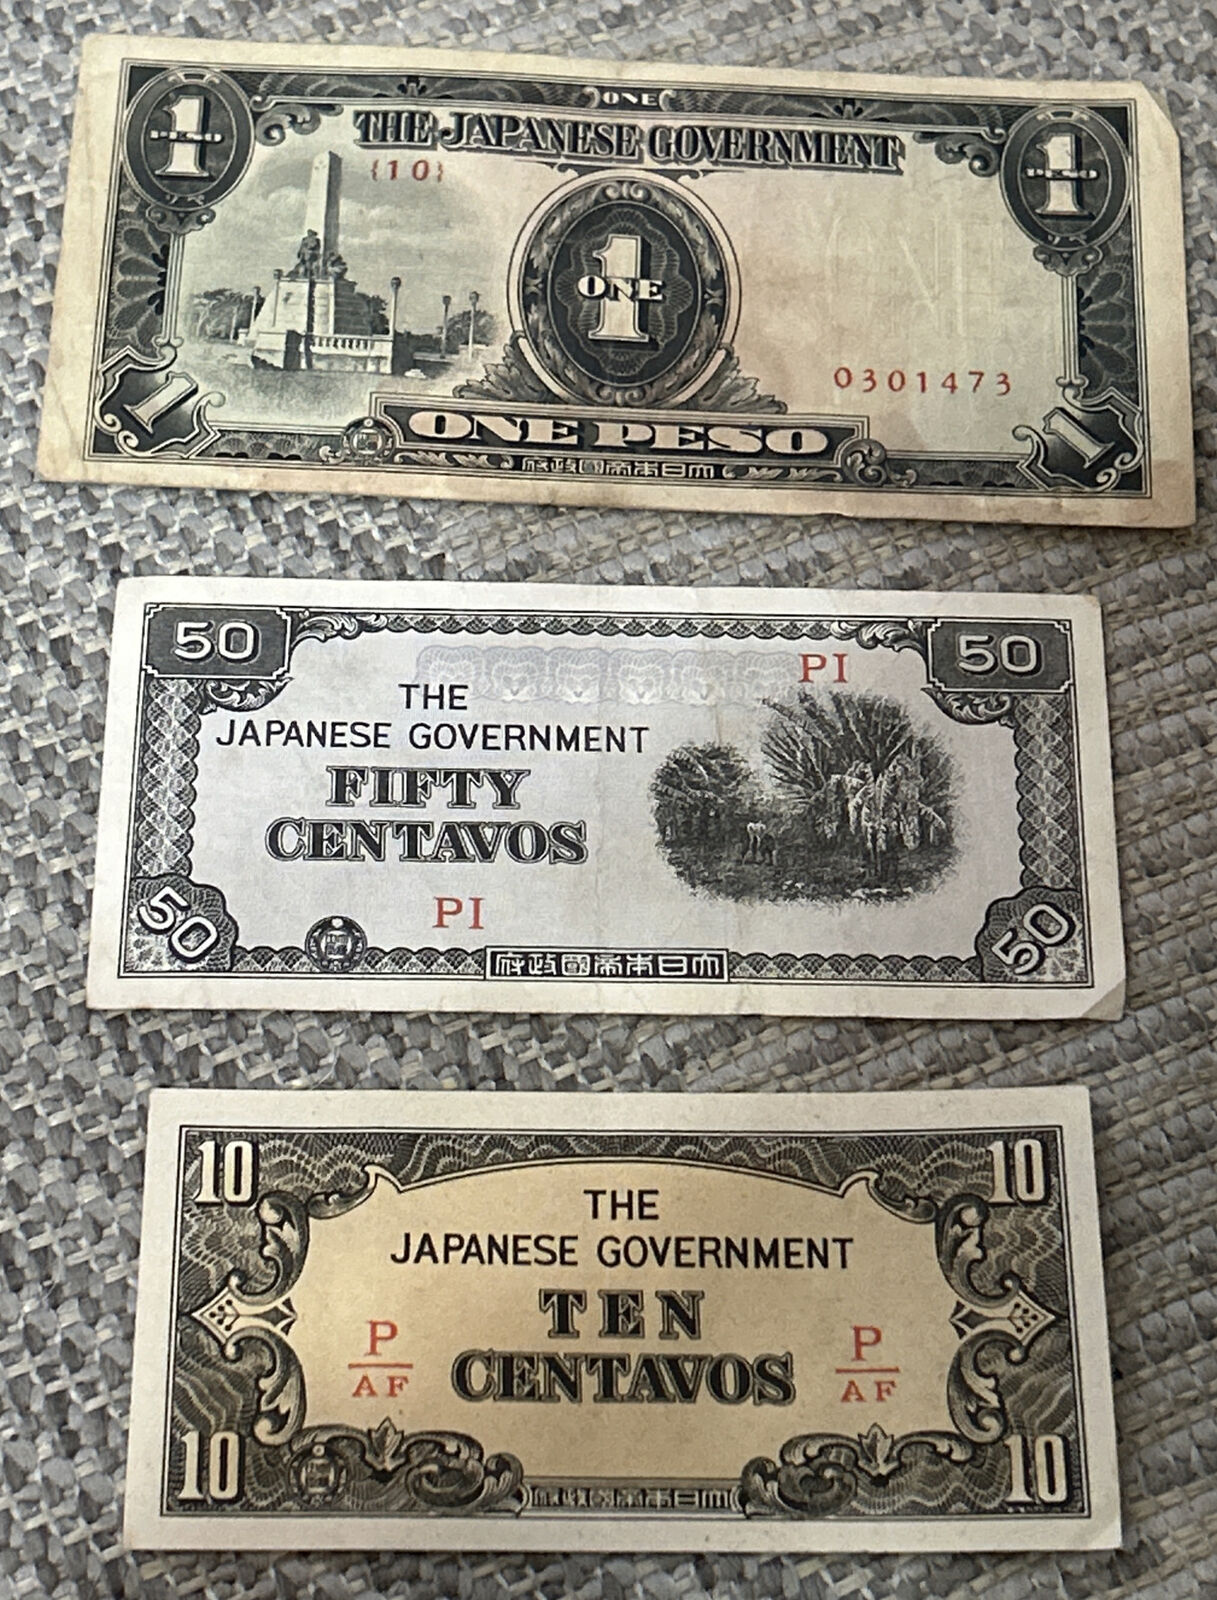 ONE
THE JAPANESE GOVERNMENT
1
PESO
{10}
1
PESO
1
ONE
0301473
1
ONE PESO
1
府政國帝本日大
50
PI
50
THE
JAPANESE GOVERNMENT
FIFTY
CENTAVOS
PI
50
府政國帝本日大
50
10
10
THE
JAPANESE GOVERNMENT
TEN
CENTAVOS
P
AF
P
AF
10
府政國帝本日大
10